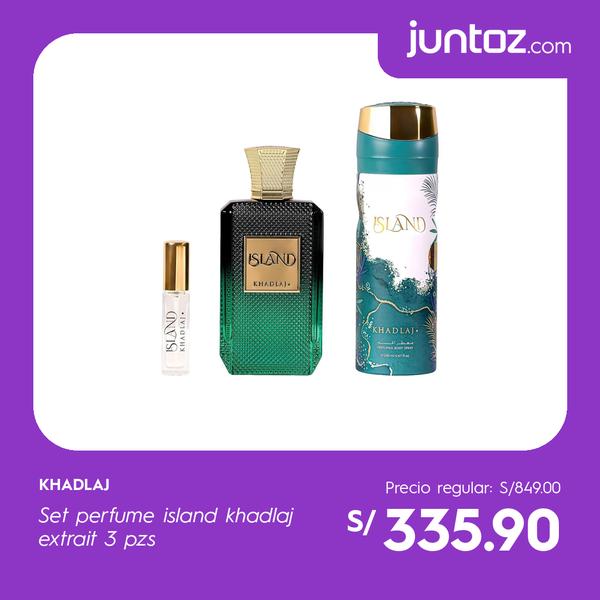 juntoz.com
ISLAND
KHADLAJ
ISLAND
KHADLAJ
ISLAND
KHADLAJ
KHADLAJ
Set perfume island khadlaj
extrait 3 pzs
Precio regular: S/849.00
S/ 335.90